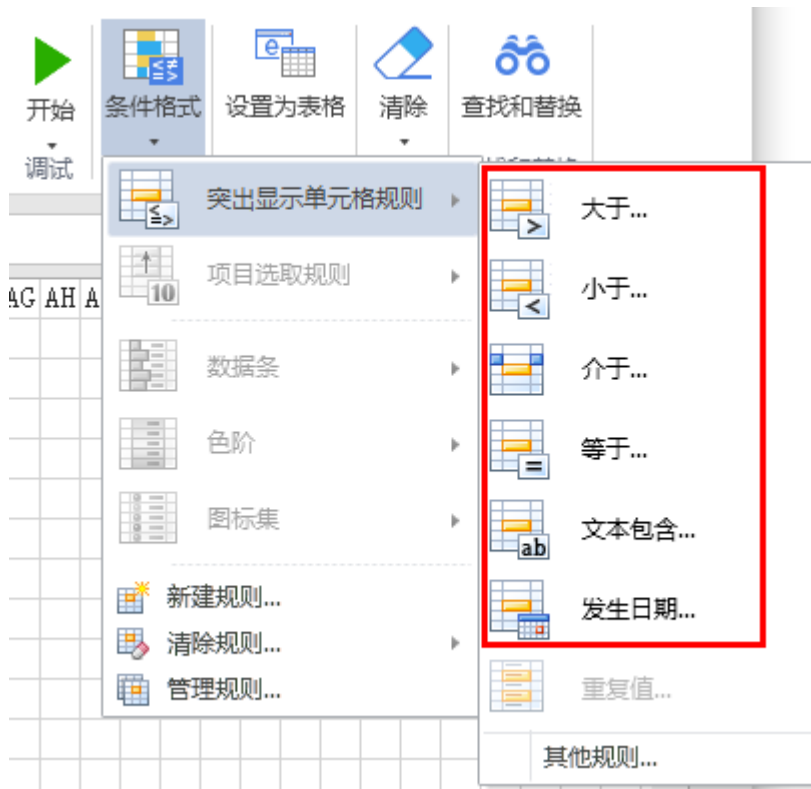 开始
条件格式
设置为表格
清除
查找和替换
调试
突出显示单元格规则
项目选取规则
10
AG AH A
数据条
色阶
图标集
新建规则...
清除规则...
管理规则...
大于...
小于...
介于...
等于...
文本包含...
ab
发生日期...
重复值...
其他规则...